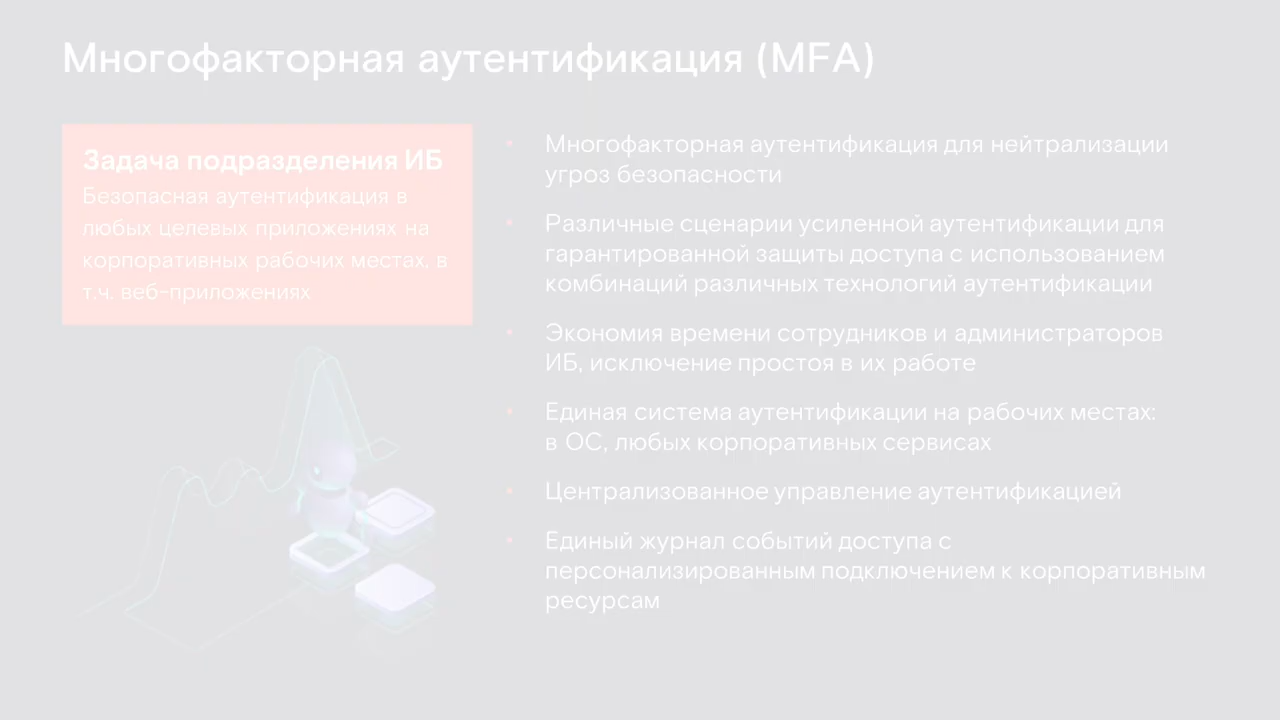 Многофакторная аутентификация (MFA)
Задача подразделения ИБ
Безопасная аутентификация в
любых целевых приложениях на
корпоративных рабочих местах, в
т.ч. веб-приложениях
• Многофакторная аутентификация для нейтрализации
угроз безопасности
• Различные сценарии усиленной аутентификации для
гарантированной защиты доступа с использованием
комбинаций различных технологий аутентификации
• Экономия времени сотрудников и администраторов
ИБ, исключение простоя в их работе
• Единая система аутентификации на рабочих местах:
в ОС, любых корпоративных сервисах
• Централизованное управление аутентификацией
• Единый журнал событий доступа с
персонализированным подключением к корпоративным
ресурсам